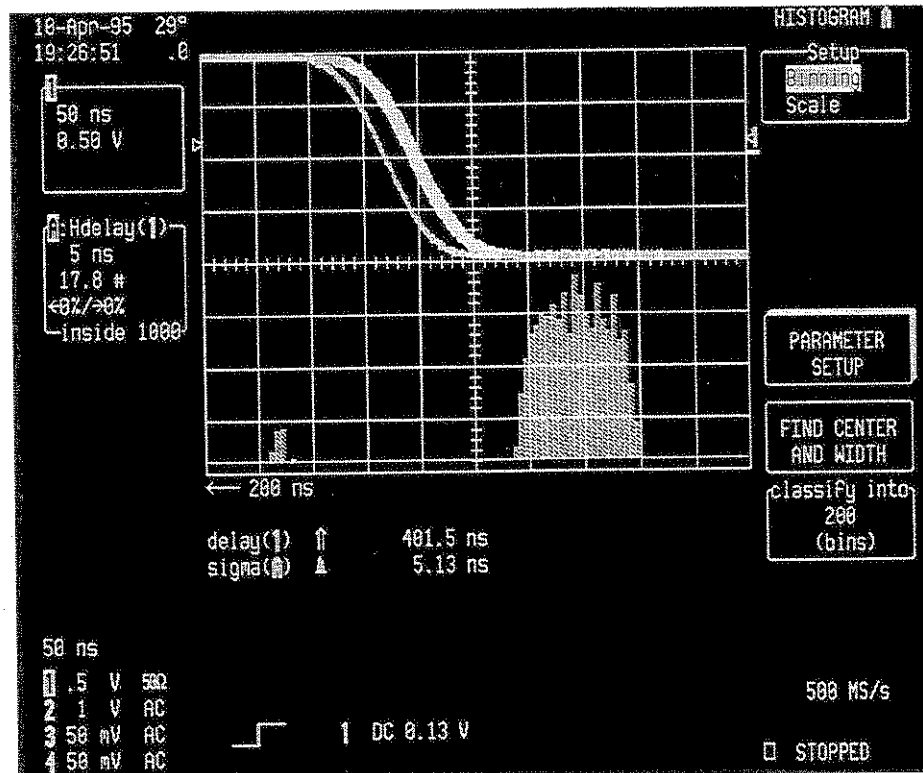 10-Apr-95 29°
19:26:51 .0
HISTOGRAM A
Setup
Binning
Scale
1
50 ns
0.50 V
A:Hdelay(1)
5 ns
17.8 #
←0%/→0%
inside 1000
PARAMETER
SETUP
FIND CENTER
AND WIDTH
classify into
200
(bins)
← 200 ns
delay(1) ⇑ 401.5 ns
sigma(A) 5.13 ns
50 ns
1 .5 V 50Ω
2 1 V AC
3 50 mV AC
4 50 mV AC
1 DC 0.13 V
500 MS/s
□ STOPPED